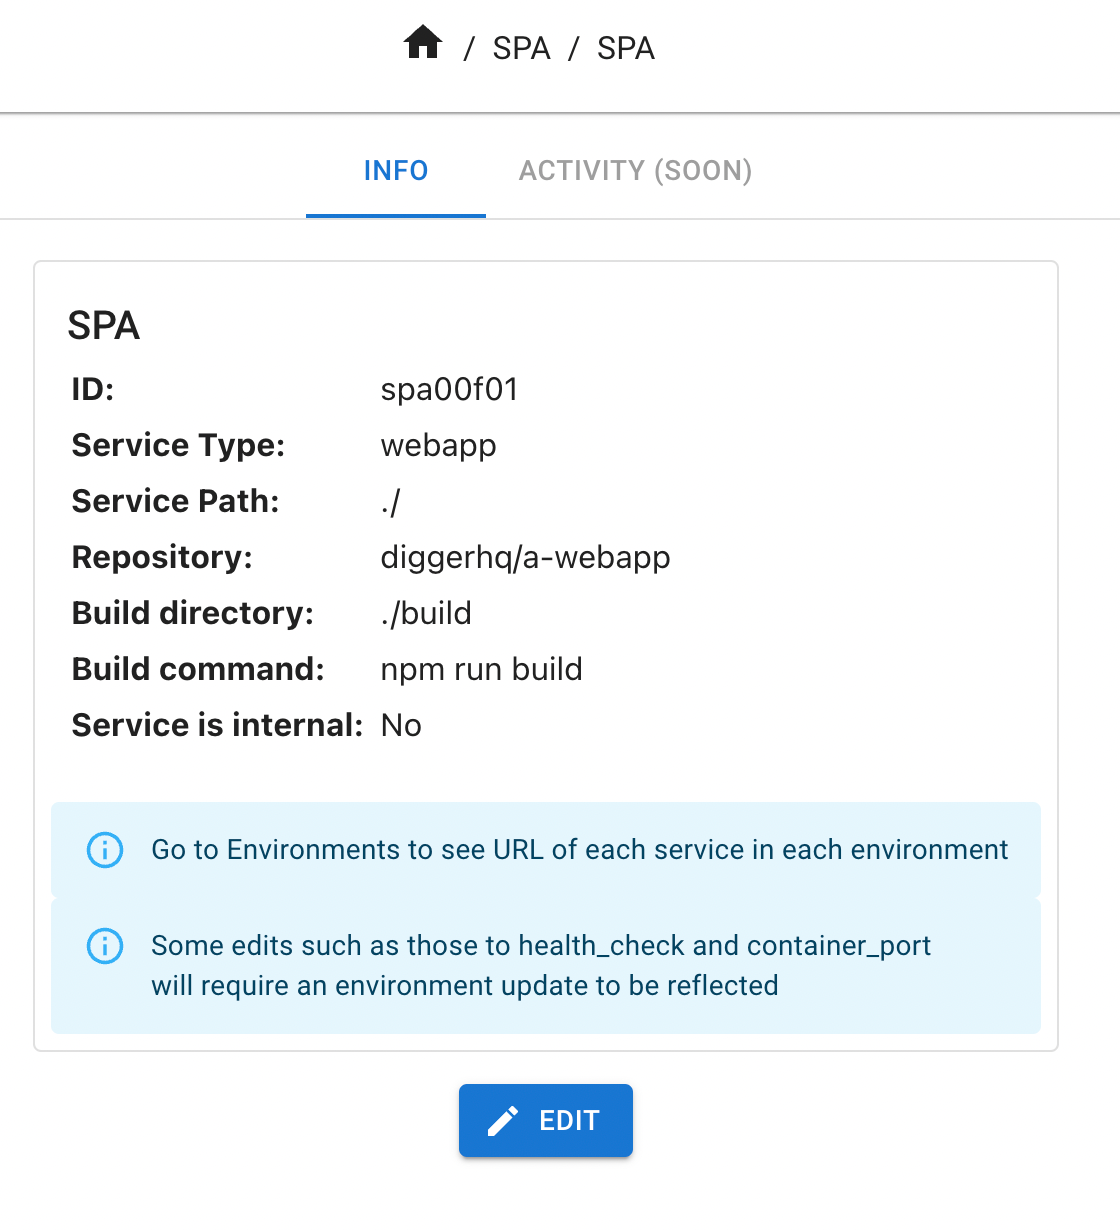 / SPA / SPA
INFO ACTIVITY (SOON)
SPA
ID: spa00f01
Service Type: webapp
Service Path: ./
Repository: diggerhq/a-webapp
Build directory: ./build
Build command: npm run build
Service is internal: No
Go to Environments to see URL of each service in each environment
Some edits such as those to health_check and container_port
will require an environment update to be reflected
EDIT